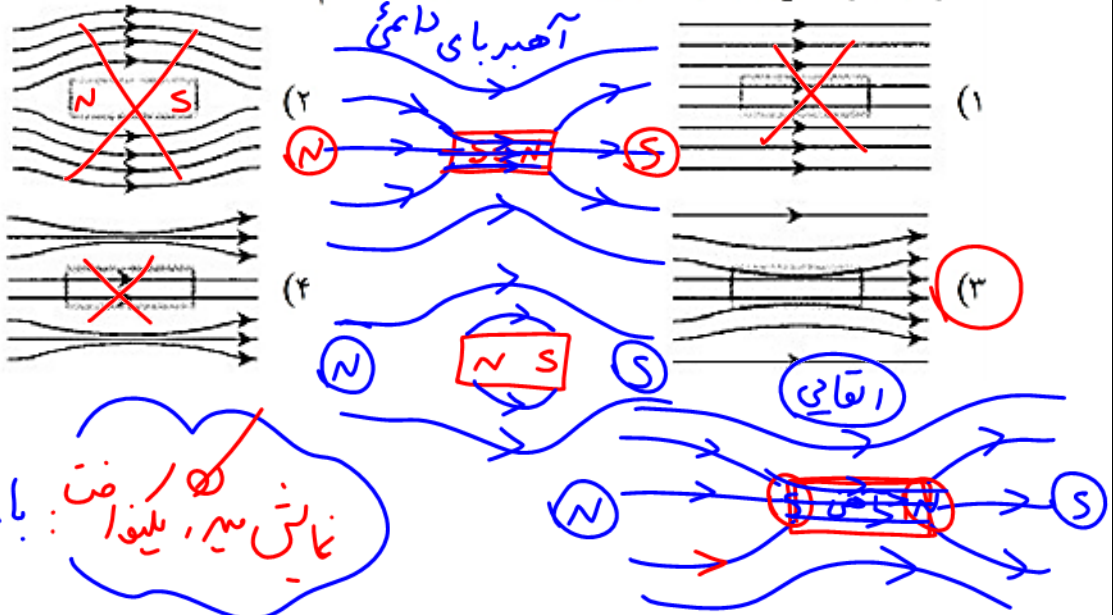 آهنربای دائمی
(۱
(۲
N S
N S N S
(۳
(۴
N N S S
القایی
N S N S
نمایش میدان یکنواخت